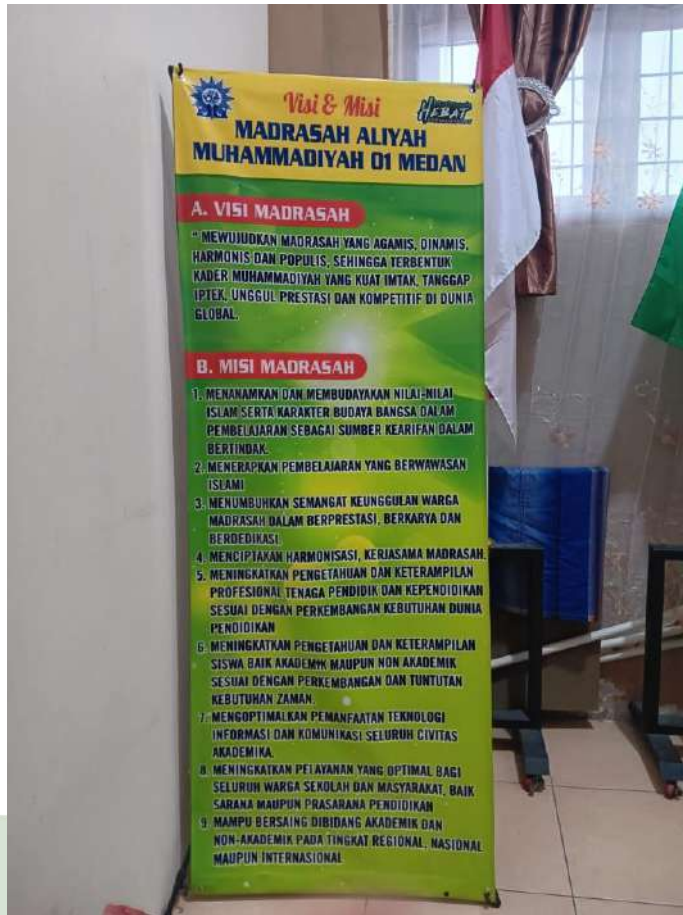 Visi & Misi
HEBAT
MADRASAH ALIYAH
MUHAMMADIYAH 01 MEDAN
A. VISI MADRASAH
" MEWUJUDKAN MADRASAH YANG AGAMIS, DINAMIS,
HARMONIS DAN POPULIS, SEHINGGA TERBENTUK
KADER MUHAMMADIYAH YANG KUAT IMTAK, TANGGAP
IPTEK, UNGGUL PRESTASI DAN KOMPETITIF DI DUNIA
GLOBAL.
B. MISI MADRASAH
1. MENANAMKAN DAN MEMBUDAYAKAN NILAI-NILAI
ISLAM SERTA KARAKTER BUDAYA BANGSA DALAM
PEMBELAJARAN SEBAGAI SUMBER KEARIFAN DALAM
BERTINDAK.
2. MENERAPKAN PEMBELAJARAN YANG BERWAWASAN
ISLAMI
3. MENUMBUHKAN SEMANGAT KEUNGGULAN WARGA
MADRASAH DALAM BERPRESTASI, BERKARYA DAN
BERDEDIKASI.
4. MENCIPTAKAN HARMONISASI, KERJASAMA MADRASAH.
5. MENINGKATKAN PENGETAHUAN DAN KETERAMPILAN
PROFESIONAL TENAGA PENDIDIK DAN KEPENDIDIKAN
SESUAI DENGAN PERKEMBANGAN KEBUTUHAN DUNIA
PENDIDIKAN
6. MENINGKATKAN PENGETAHUAN DAN KETERAMPILAN
SISWA BAIK AKADEMIK MAUPUN NON AKADEMIK
SESUAI DENGAN PERKEMBANGAN DAN TUNTUTAN
KEBUTUHAN ZAMAN.
7. MENGOPTIMALKAN PEMANFAATAN TEKNOLOGI
INFORMASI DAN KOMUNIKASI SELURUH CIVITAS
AKADEMIKA.
8. MENINGKATKAN PELAYANAN YANG OPTIMAL BAGI
SELURUH WARGA SEKOLAH DAN MASYARAKAT, BAIK
SARANA MAUPUN PRASARANA PENDIDIKAN
9. MAMPU BERSAING DIBIDANG AKADEMIK DAN
NON-AKADEMIK PADA TINGKAT REGIONAL, NASIONAL
MAUPUN INTERNASIONAL